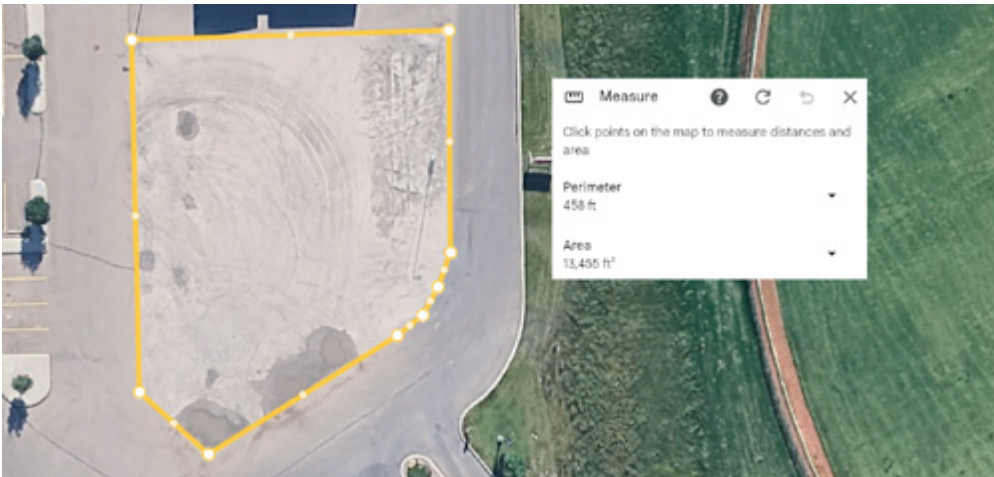 Measure
Click points on the map to measure distances and
area
Perimeter
458 ft
Area
13,455 ft²